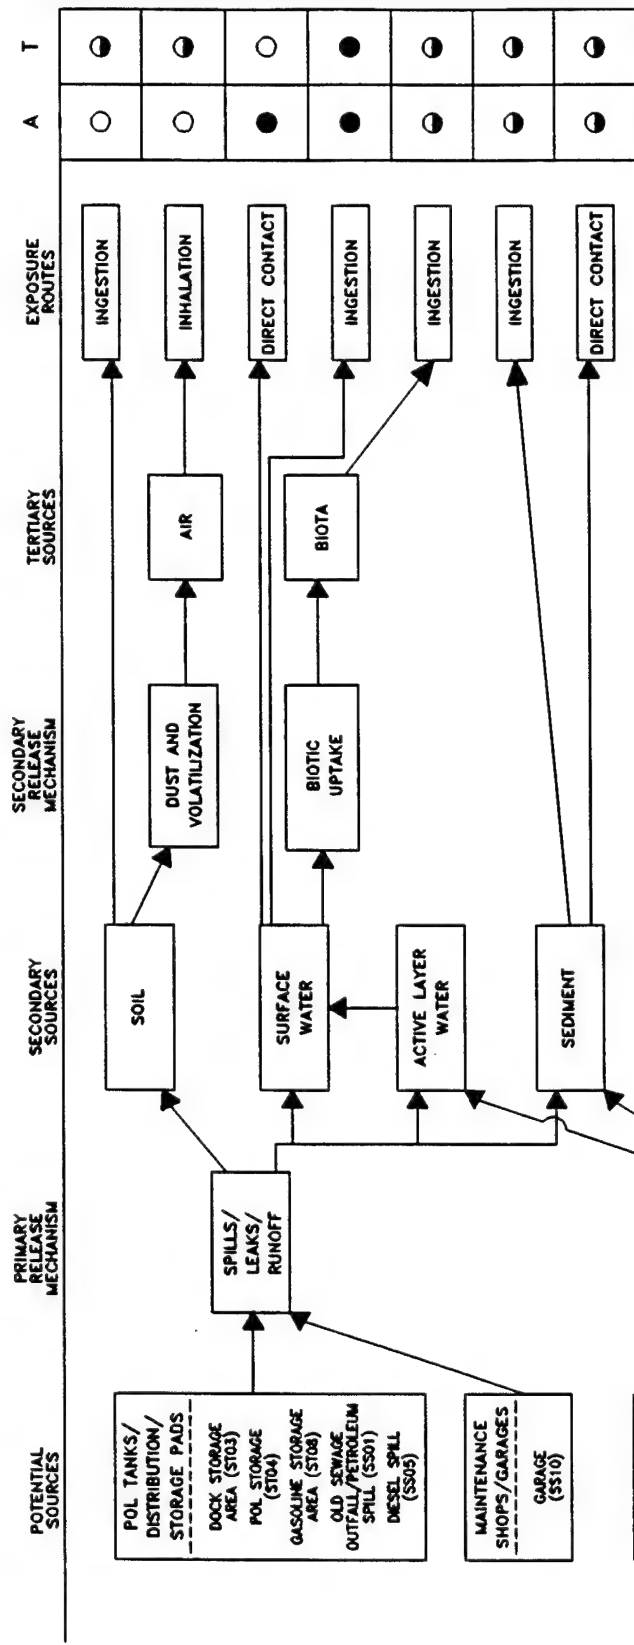 POTENTIAL
SOURCES
PRIMARY
RELEASE
MECHANISM
SECONDARY
SOURCES
SECONDARY
RELEASE
MECHANISM
TERTIARY
SOURCES
EXPOSURE
ROUTES
A
T
POL TANKS/
DISTRIBUTION/
STORAGE PADS
DOCK STORAGE
AREA (ST03)
POL STORAGE
(ST04)
GASOLINE STORAGE
AREA (ST08)
OLD SEWAGE
OUTFALL/PETROLEUM
SPILL (SS01)
DIESEL SPILL
(SS05)
MAINTENANCE
SHOPS/GARAGES
GARAGE
(SS10)
SPILLS/
LEAKS/
RUNOFF
SOIL
SURFACE
WATER
ACTIVE LAYER
WATER
SEDIMENT
DUST AND
VOLATILIZATION
BIOTIC
UPTAKE
AIR
BIOTA
INGESTION
INHALATION
DIRECT CONTACT
INGESTION
INGESTION
INGESTION
DIRECT CONTACT